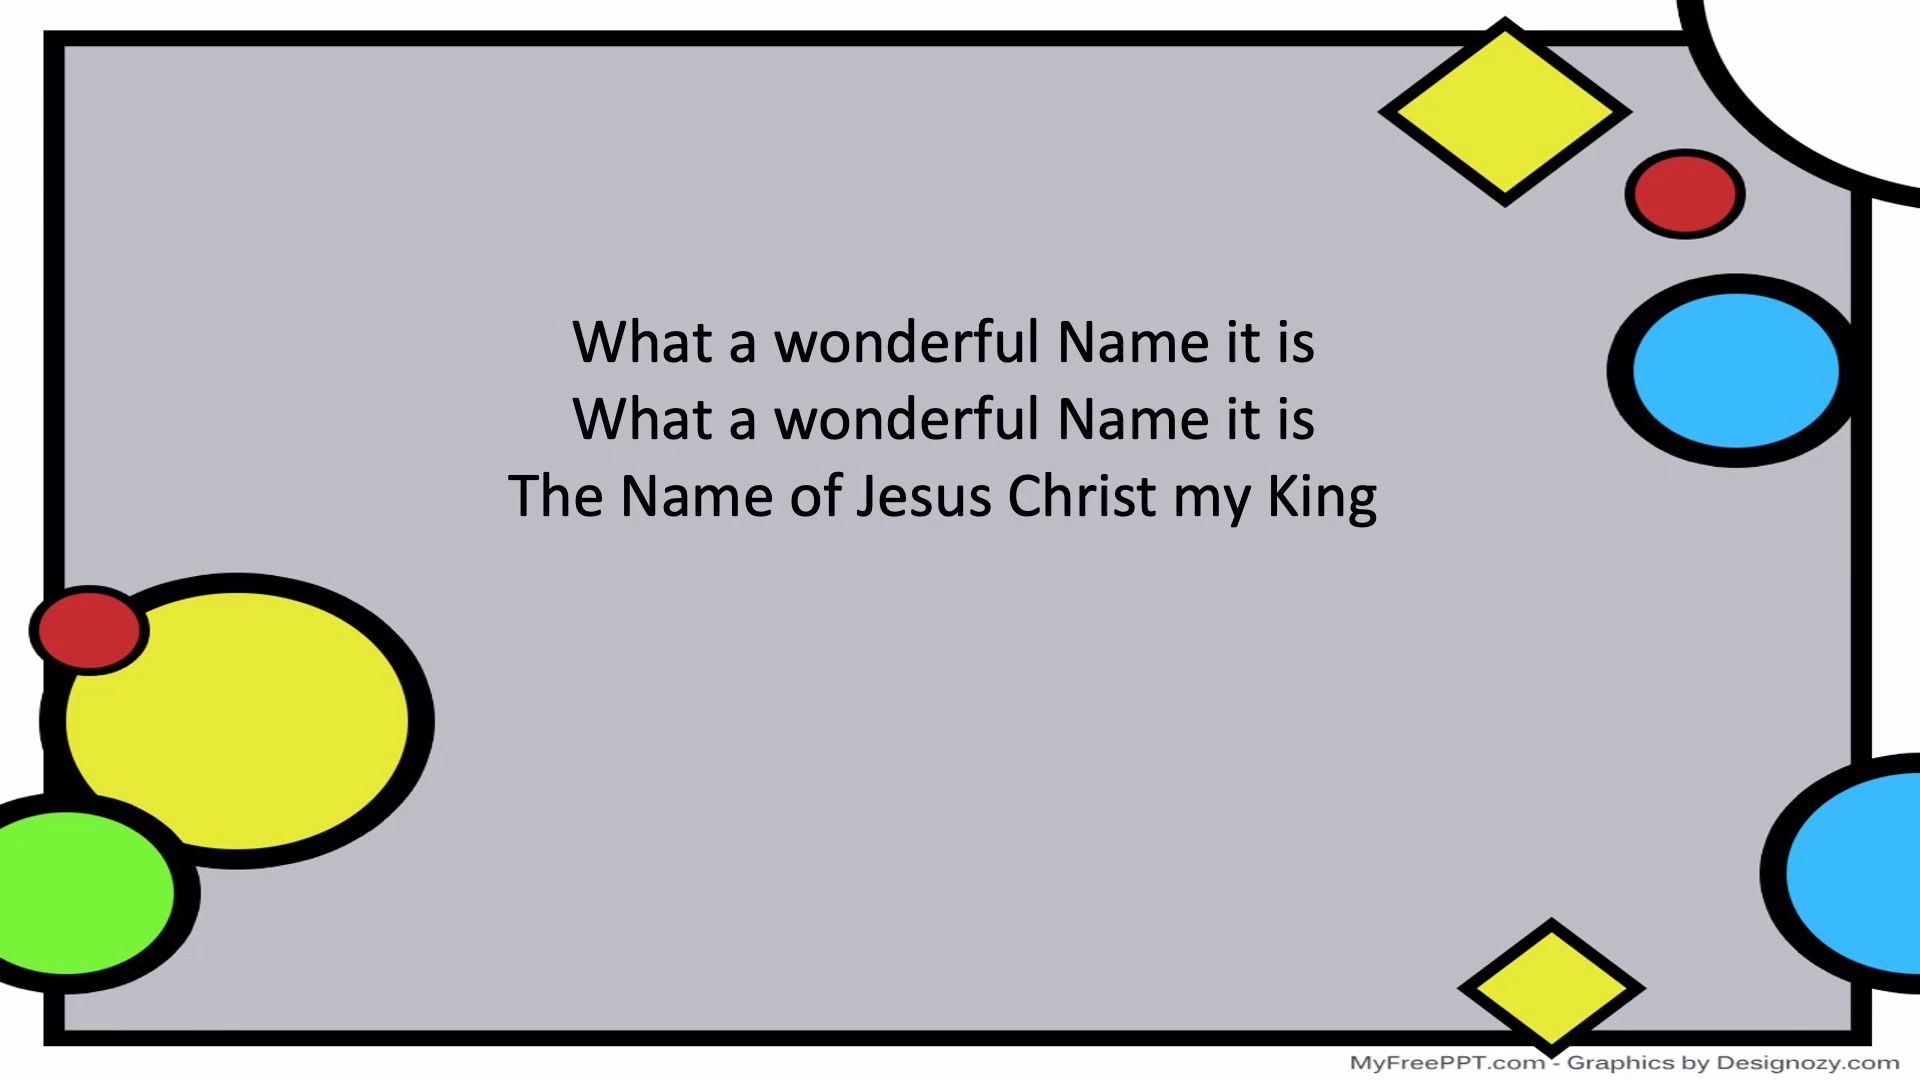 What a wonderful Name it is
What a wonderful Name it is
The Name of Jesus Christ my King
MyFreePPT.com - Graphics by Designozy.com